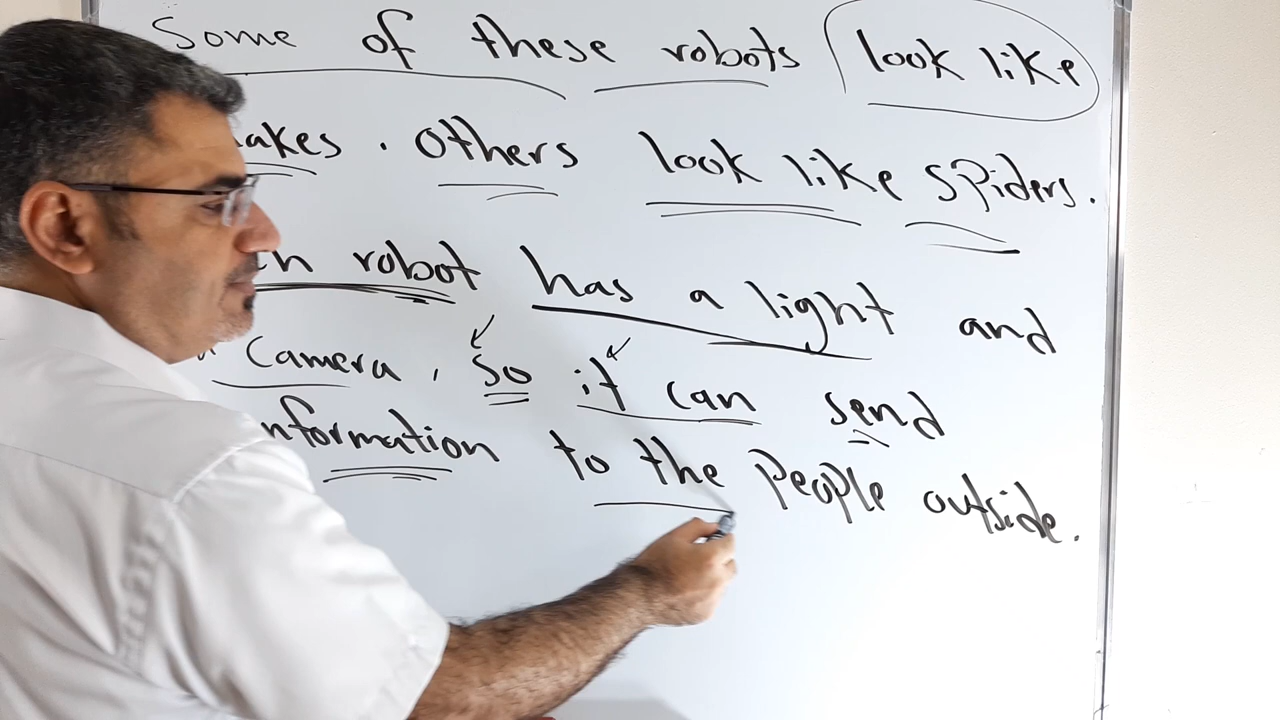 Some of these robots look like
akes. Others look like spiders.
robot has a light and
a Camera, so it can send
nformation to the People outside.